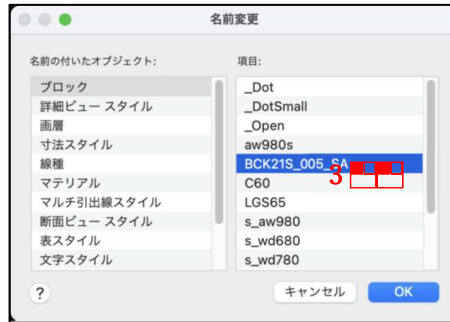 名前変更
名前の付いたオブジェクト:
ブロック
詳細ビュー スタイル
画層
寸法スタイル
線種
マテリアル
マルチ引出線スタイル
断面ビュー スタイル
表スタイル
文字スタイル
項目:
_Dot
_DotSmall
_Open
aw980s
BCK21S_005_SA
3
C60
LGS65
s_aw980
s_wd680
s_wd780
?
キャンセル
OK